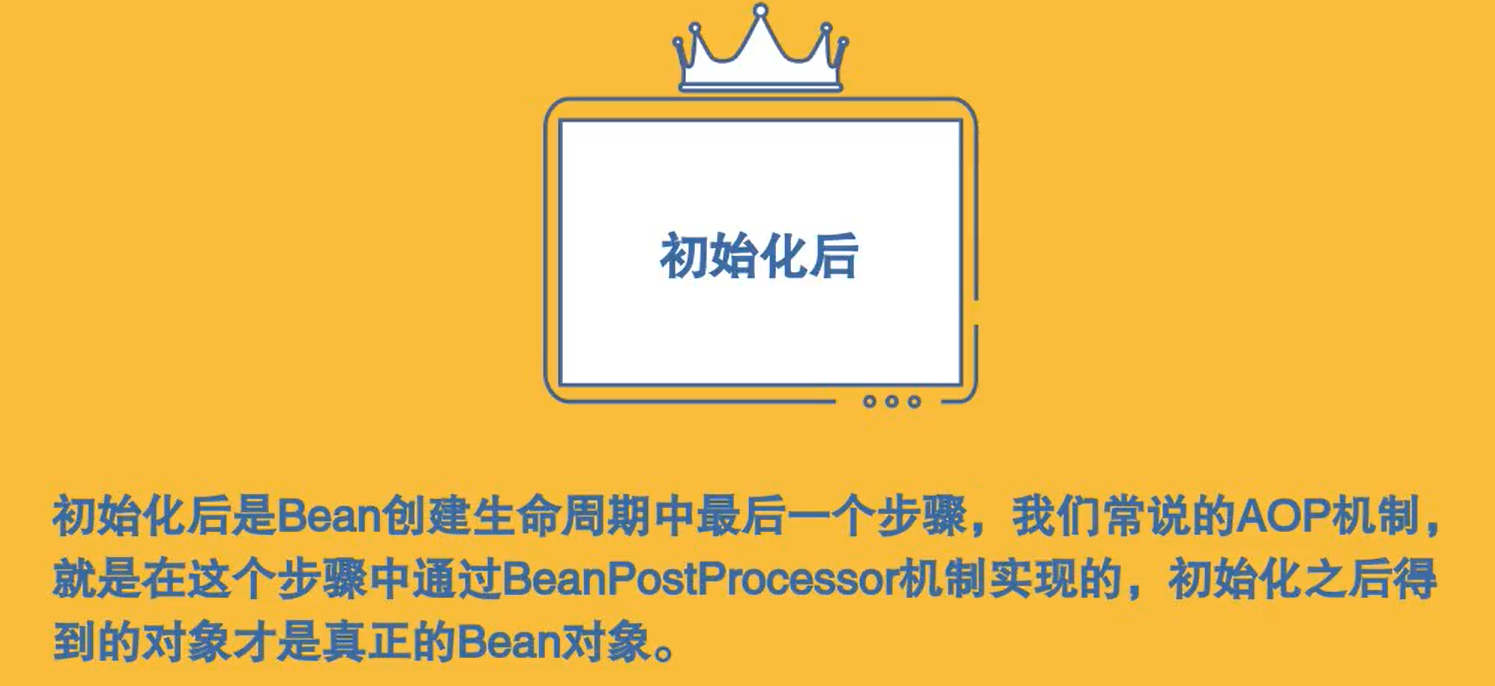 初始化后
初始化后是Bean创建生命周期中最后一个步骤，我们常说的AOP机制，
就是在这个步骤中通过BeanPostProcessor机制实现的，初始化之后得
到的对象才是真正的Bean对象。